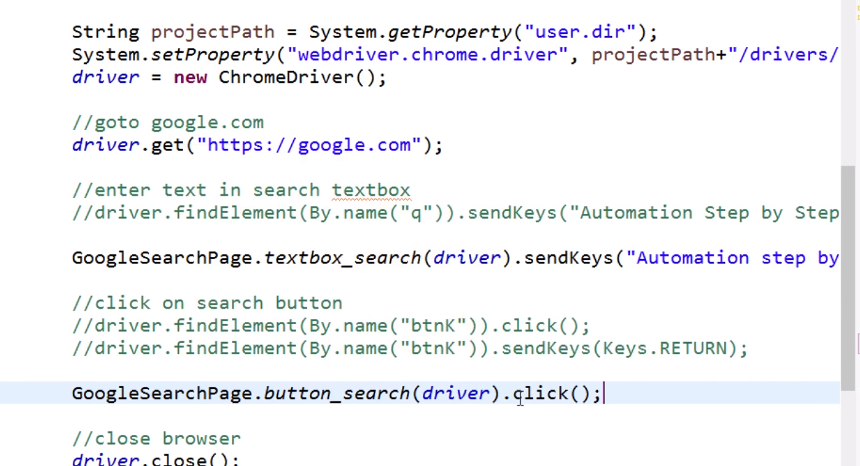 String projectPath = System.getProperty("user.dir");
System.setProperty("webdriver.chrome.driver", projectPath+"/drivers/
driver = new ChromeDriver();
//goto google.com
driver.get("https://google.com");
//enter text in search textbox
//driver.findElement(By.name("q")).sendKeys("Automation Step by Step
GoogleSearchPage.textbox_search(driver).sendKeys("Automation step by
//click on search button
//driver.findElement(By.name("btnK")).click();
//driver.findElement(By.name("btnK")).sendKeys(Keys.RETURN);
GoogleSearchPage.button_search(driver).click();
//close browser
driver.close();